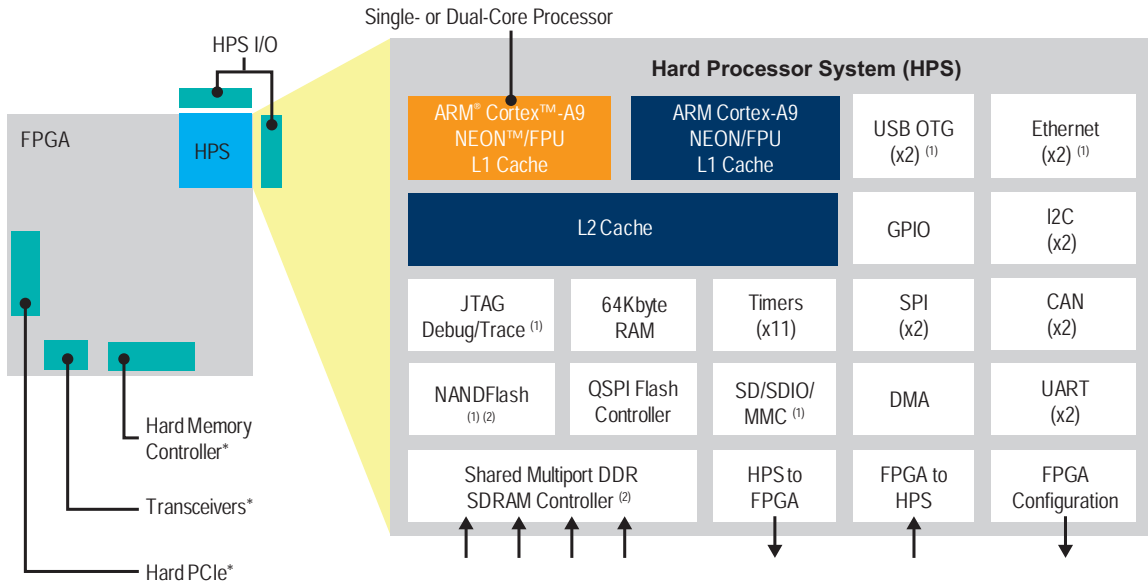 Single- or Dual-Core Processor
HPS I/O
FPGA
HPS
Hard Memory
Controller*
Transceivers*
Hard PCIe*
Hard Processor System (HPS)
ARM® Cortex™-A9
NEON™/FPU
L1 Cache
ARM Cortex-A9
NEON/FPU
L1 Cache
USB OTG
(x2) (1)
Ethernet
(x2) (1)
L2 Cache
GPIO
I2C
(x2)
JTAG
Debug/Trace (1)
64Kbyte
RAM
Timers
(x11)
SPI
(x2)
CAN
(x2)
NANDFlash
(1) (2)
QSPI Flash
Controller
SD/SDIO/
MMC (1)
DMA
UART
(x2)
Shared Multiport DDR
SDRAM Controller (2)
HPS to
FPGA
FPGA to
HPS
FPGA
Configuration